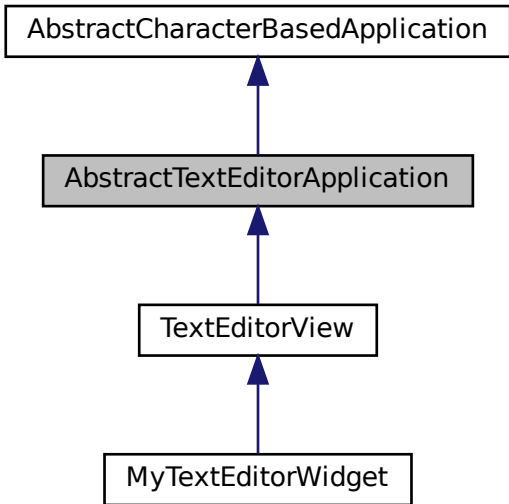 AbstractCharacterBasedApplication
AbstractTextEditorApplication
TextEditorView
MyTextEditorWidget